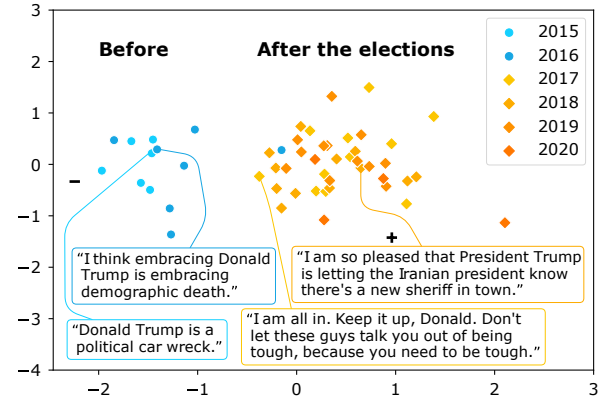 3
2
1
0
−1
−2
−3
−4
−2
−1
0
1
2
3
Before
After the elections
2015
2016
2017
2018
2019
2020
−
+
“I think embracing Donald
Trump is embracing
demographic death.”
“Donald Trump is a
political car wreck.”
“I am so pleased that President Trump
is letting the Iranian president know
there's a new sheriff in town.”
“I am all in. Keep it up, Donald. Don't
let these guys talk you out of being
tough, because you need to be tough.”